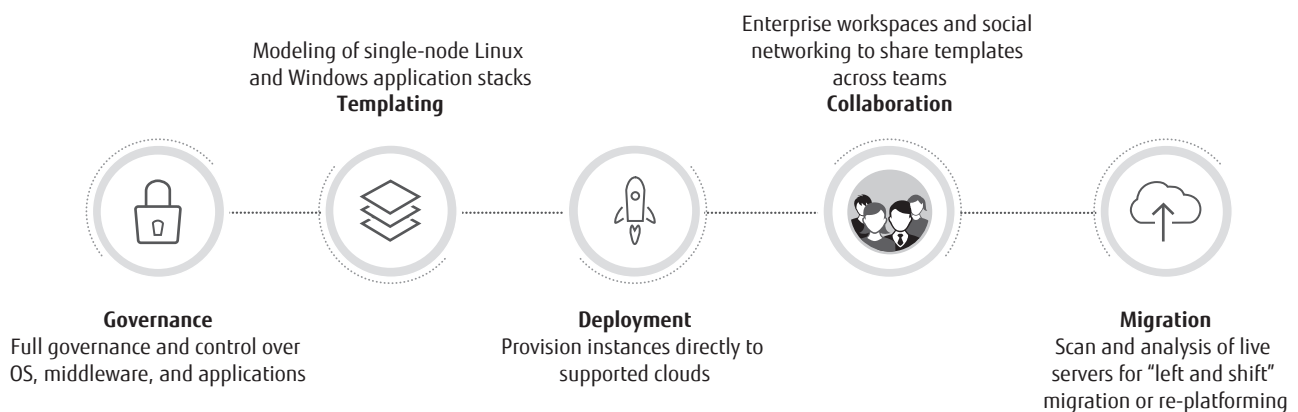 Modeling of single-node Linux
and Windows application stacks
Templating
Enterprise workspaces and social
networking to share templates
across teams
Collaboration
Governance
Full governance and control over
OS, middleware, and applications
Deployment
Provision instances directly to
supported clouds
Migration
Scan and analysis of live
servers for “left and shift”
migration or re-platforming